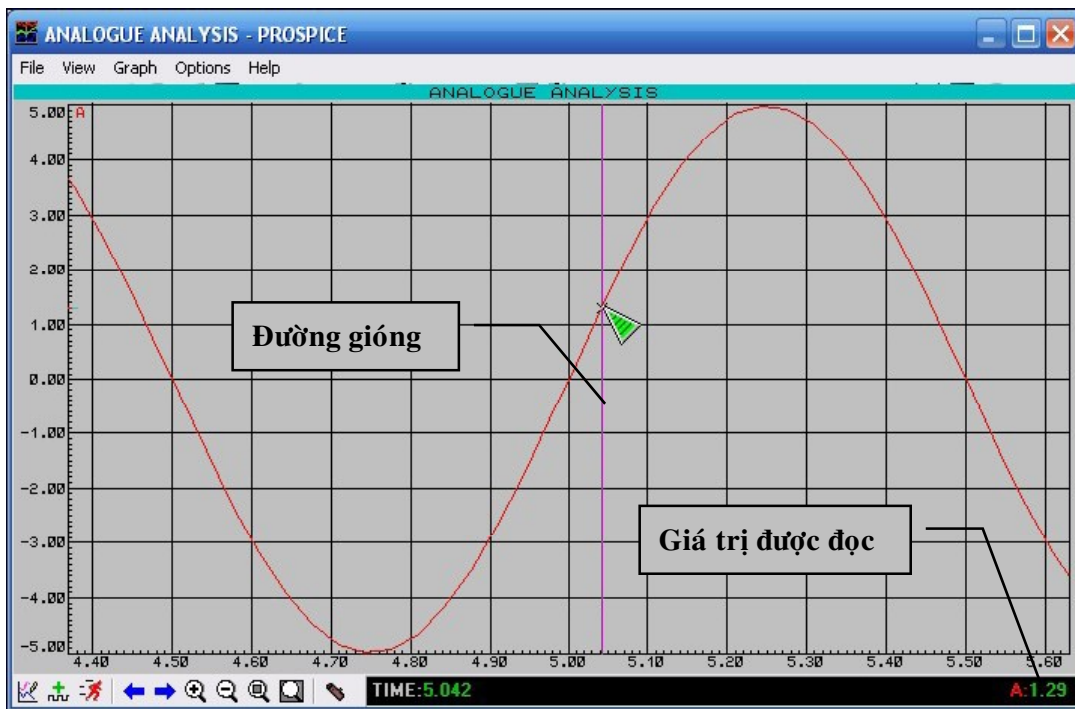 ANALOGUE ANALYSIS - PROSPICE
File View Graph Options Help
ANALOGUE ANALYSIS
5.00 A
4.00
3.00
2.00
1.00
0.00
-1.00
-2.00
-3.00
-4.00
-5.00
Đường gióng
Giá trị được đọc
4.40 4.50 4.60 4.70 4.80 4.90 5.00 5.10 5.20 5.30 5.40 5.50 5.60
TIME:5.042 A:1.29